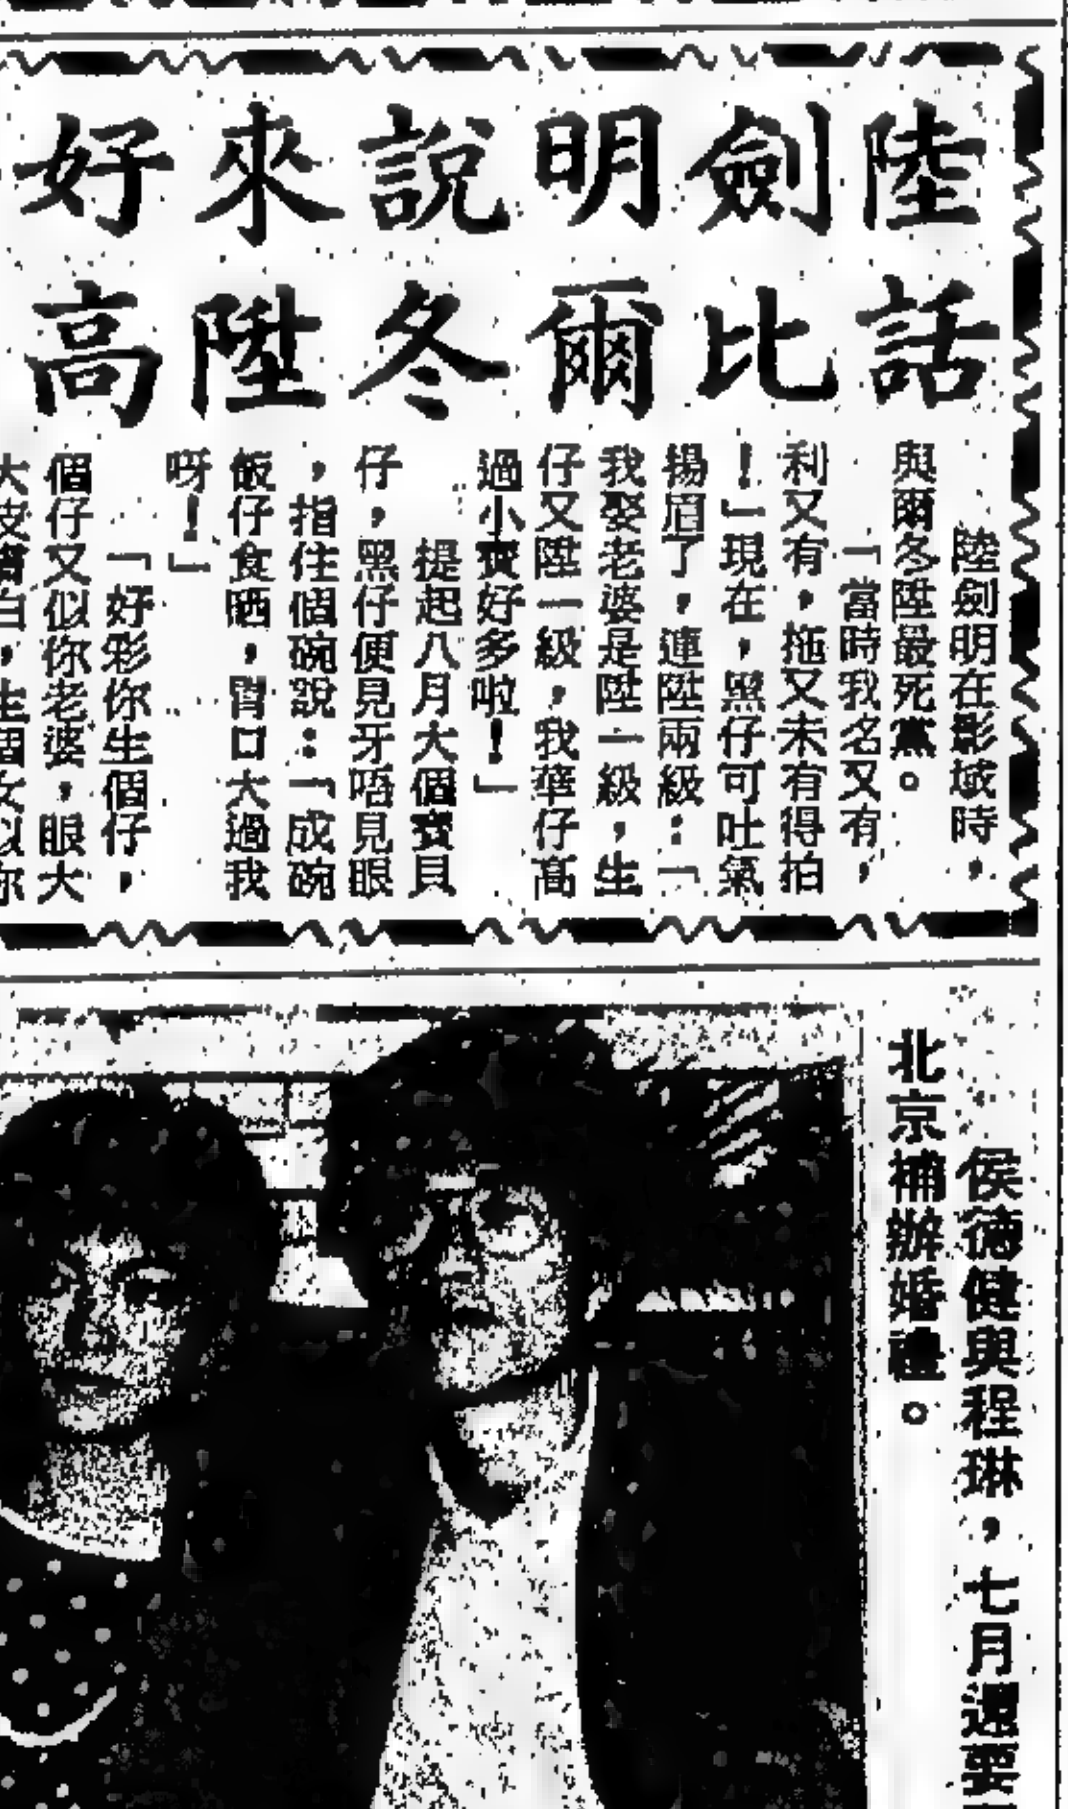 陸劍明說來好
話比爾冬陞高
陸劍明在影域時，
與爾冬陞最死黨。
「當時我名又有，
利又有，拖又未有得拍
！」現在，黑仔可吐氣
揚眉了，連陞兩級：「
我娶老婆是陞一級，生
仔又陞一級，我華仔高
過小寶好多啦！」
提起八月大個寶貝
仔，黑仔便見牙唔見眼
，指住個碗說：「成碗
飯仔食晒，胃口大過我
呀！」
「好彩你生個仔，
個仔又似你老婆，眼大
侯德健與程琳，七月還要
北京補辦婚禮。